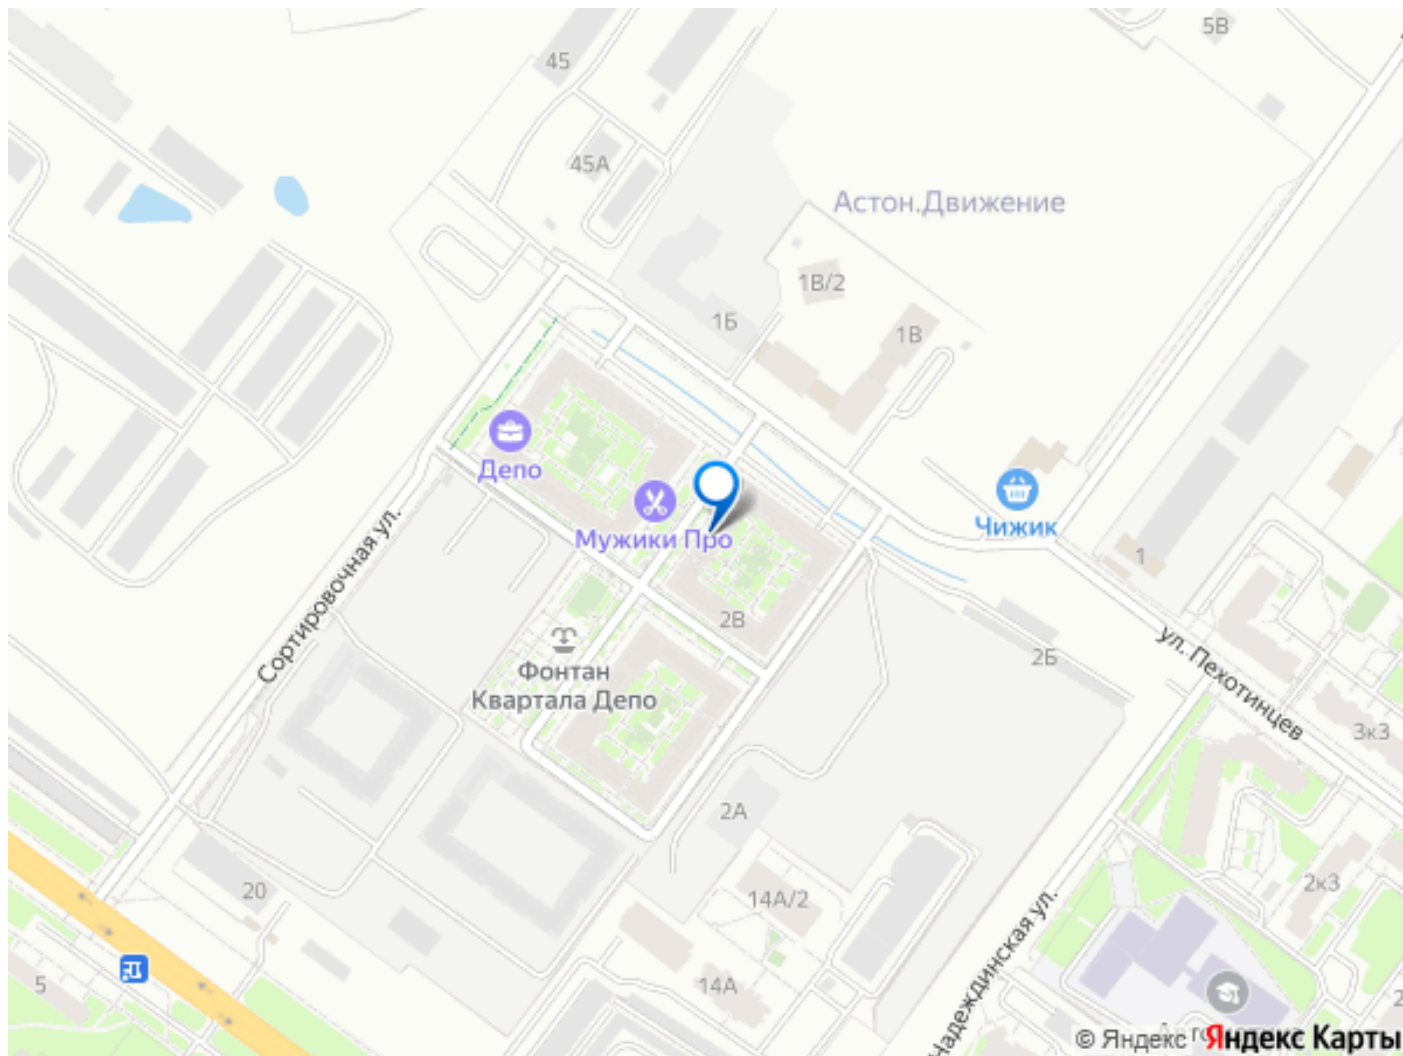 5В
45
45А
Астон.Движение
1В/2
1Б
1В
Депо
Мужики Про
Чижик
1
Сортировочная ул.
2В
2Б
ул. Пехотинцев
Фонтан
Квартала Депо
3к3
2А
20
14А/2
2к3
5
14А
Надеждинская ул.
2
© Яндекс Яндекс Карты